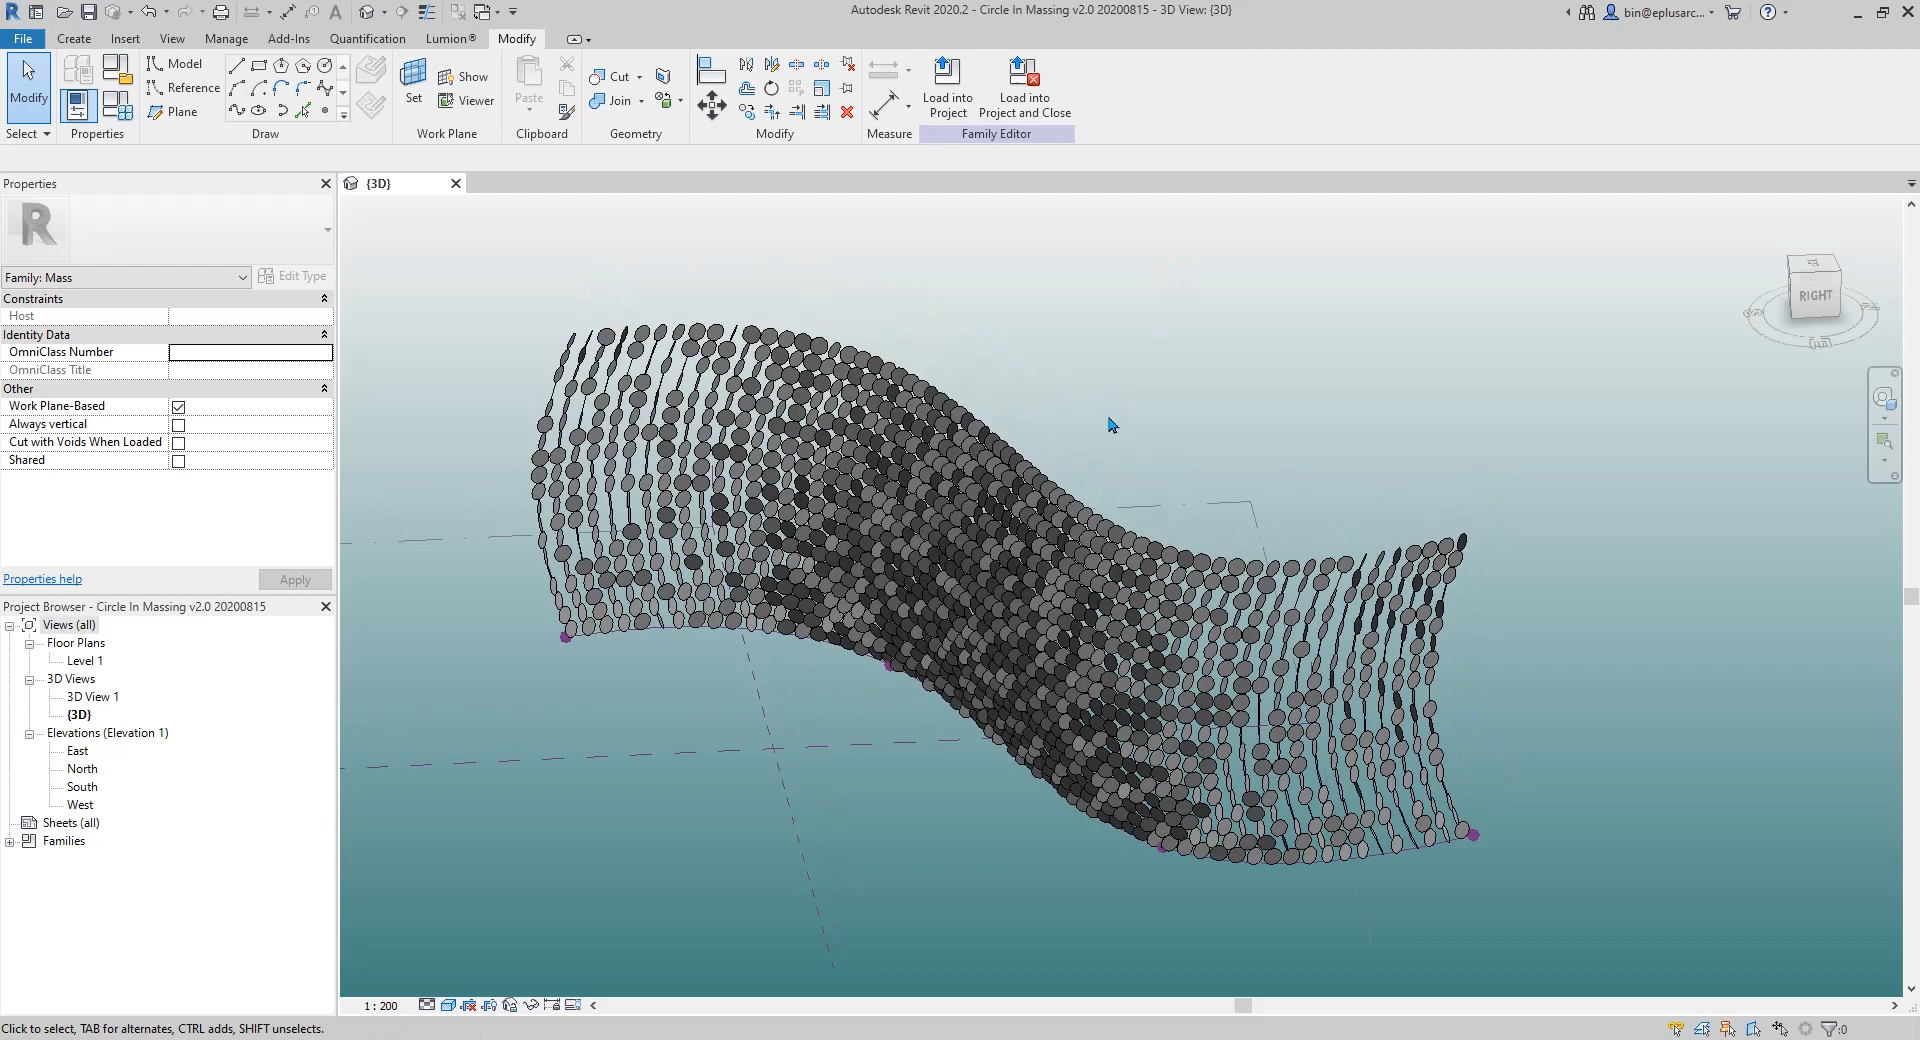 Autodesk Revit 2020.2 - Circle In Massing v2.0 20200815 - 3D View: {3D}
bin@eplusarc...
File
Create
Insert
View
Manage
Add-Ins
Quantification
Lumion®
Modify
Modify
Select
Properties
Model
Reference
Plane
Draw
Set
Show
Viewer
Work Plane
Paste
Clipboard
Cut
Join
Geometry
Modify
Measure
Load into
Project
Load into
Project and Close
Family Editor
Properties
{3D}
R
Family: Mass
Edit Type
Constraints
Host
Identity Data
OmniClass Number
OmniClass Title
Other
Work Plane-Based
Always vertical
Cut with Voids When Loaded
Shared
Properties help
Apply
RIGHT
Project Browser - Circle In Massing v2.0 20200815
Views (all)
Floor Plans
Level 1
3D Views
3D View 1
{3D}
Elevations (Elevation 1)
East
North
South
West
Sheets (all)
Families
1 : 200
Click to select, TAB for alternates, CTRL adds, SHIFT unselects.
:0